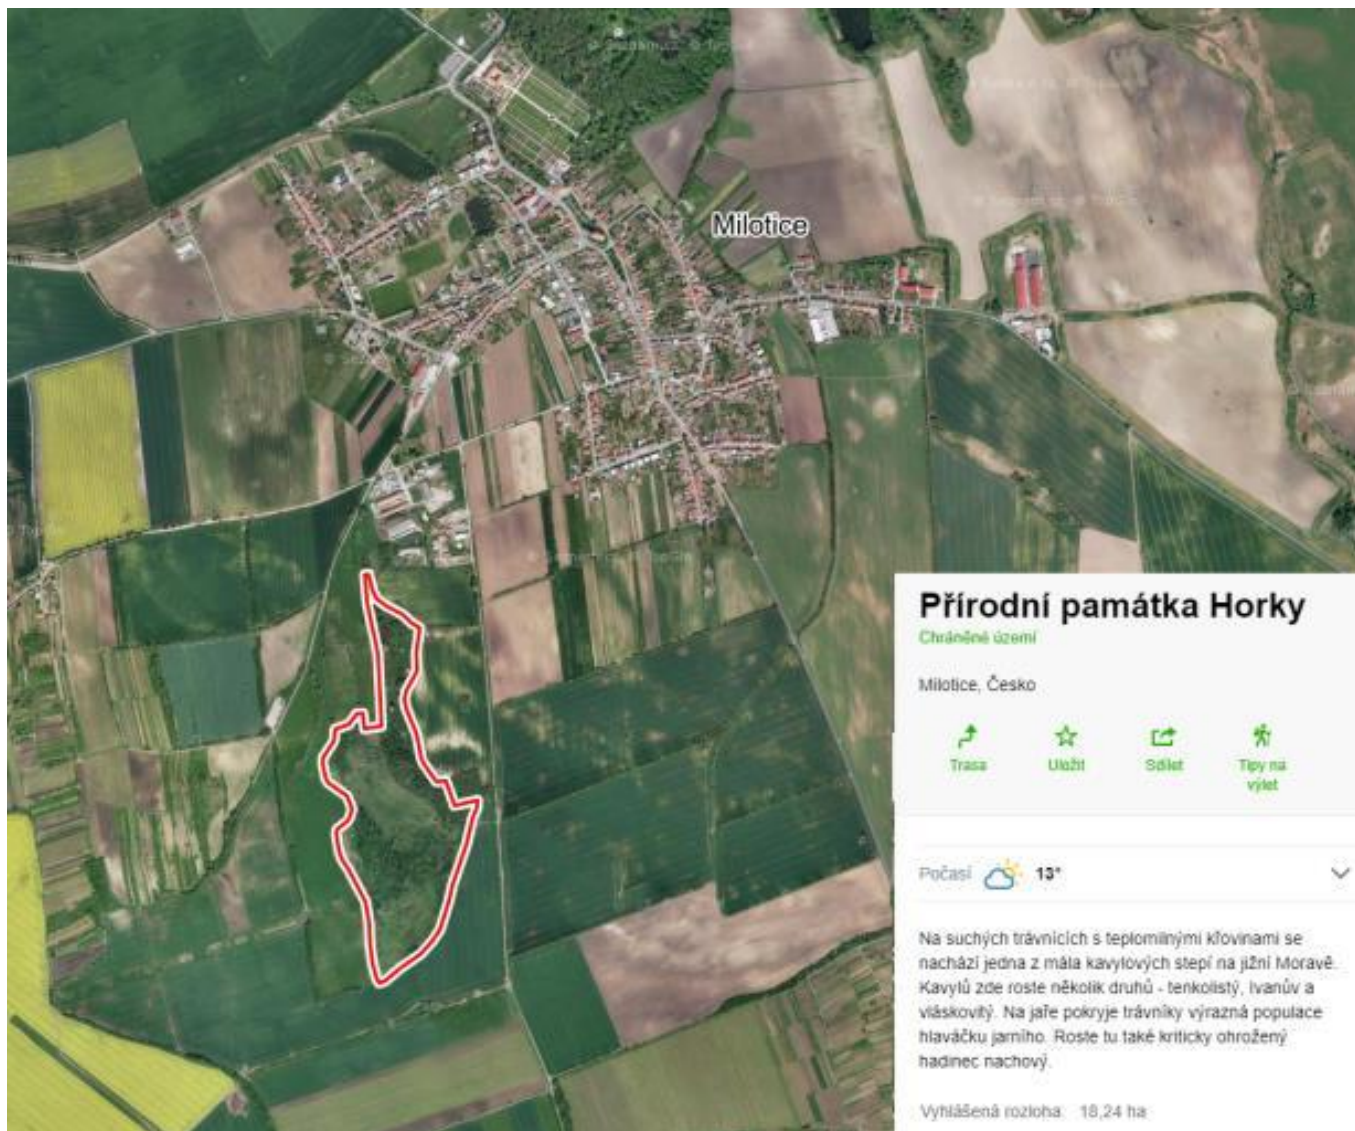 Milotice
Přírodní památka Horky
Chráněné území
Milotice, Česko
Trasa
Uložit
Sdílet
Tipy na
výlet
Počasí
13°
Na suchých trávnících s teplomilnými křovinami se
nachází jedna z mála kavylových stepí na jižní Moravě.
Kavylů zde roste několik druhů - tenkolistý, Ivanův a
vláskovitý. Na jaře pokryje trávníky výrazná populace
hlaváčku jarního. Roste tu také kriticky ohrožený
hadinec nachový.
Vyhlášená rozloha: 18,24 ha